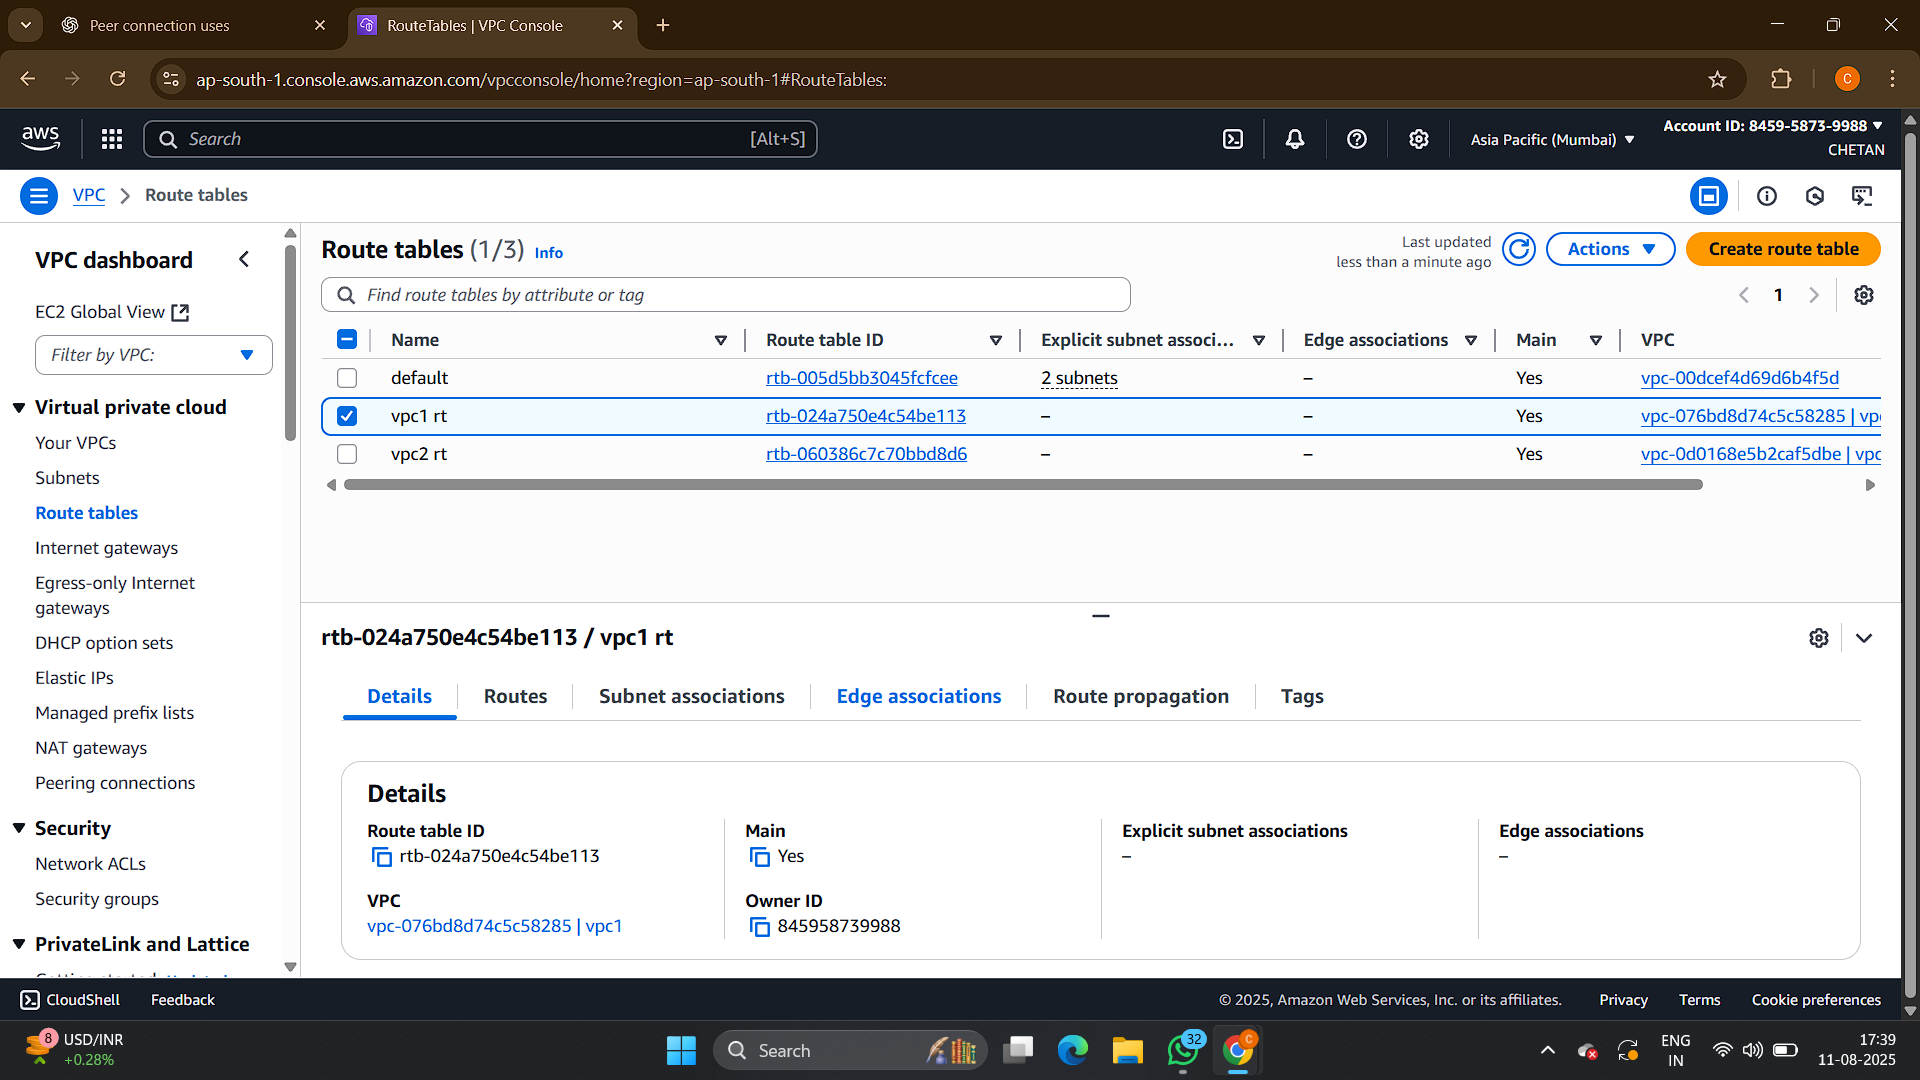 Peer connection uses
RouteTables | VPC Console
ap-south-1.console.aws.amazon.com/vpcconsole/home?region=ap-south-1#RouteTables:
C
aws
Search
[Alt+S]
Asia Pacific (Mumbai)
Account ID: 8459-5873-9988
CHETAN
VPC
Route tables
VPC dashboard
EC2 Global View
Filter by VPC:
Virtual private cloud
Your VPCs
Subnets
Route tables
Internet gateways
Egress-only Internet
gateways
DHCP option sets
Elastic IPs
Managed prefix lists
NAT gateways
Peering connections
Security
Network ACLs
Security groups
PrivateLink and Lattice
Route tables (1/3) Info
Last updated
less than a minute ago
Actions
Create route table
Find route tables by attribute or tag
1
Name Route table ID Explicit subnet associ... Edge associations Main VPC
default rtb-005d5bb3045fcfcee 2 subnets – Yes vpc-00dcef4d69d6b4f5d
vpc1 rt rtb-024a750e4c54be113 – – Yes vpc-076bd8d74c5c58285 | vpc
vpc2 rt rtb-060386c7c70bbd8d6 – – Yes vpc-0d0168e5b2caf5dbe | vpc
rtb-024a750e4c54be113 / vpc1 rt
Details Routes Subnet associations Edge associations Route propagation Tags
Details
Route table ID
rtb-024a750e4c54be113
Main
Yes
Explicit subnet associations
–
Edge associations
–
VPC
vpc-076bd8d74c5c58285 | vpc1
Owner ID
845958739988
CloudShell
Feedback
© 2025, Amazon Web Services, Inc. or its affiliates.
Privacy
Terms
Cookie preferences
8
USD/INR
+0.28%
Search
32
C
ENG
IN
17:39
11-08-2025